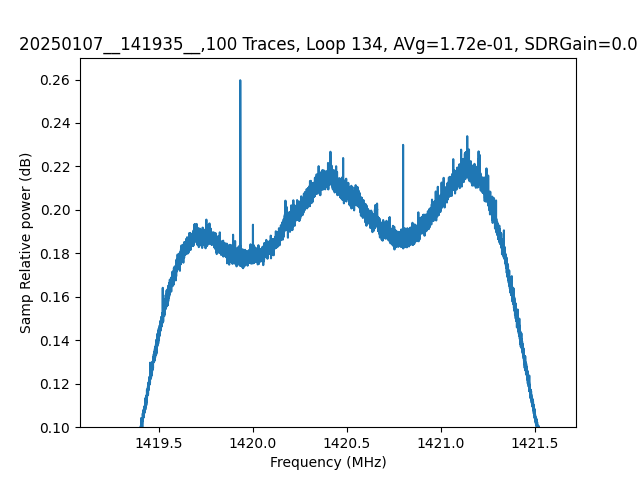 20250107__141935__,100 Traces, Loop 134, AVg=1.72e-01, SDRGain=0.0
0.26
0.24
0.22
0.20
0.18
0.16
0.14
0.12
0.10
Samp Relative power (dB)
1419.5 1420.0 1420.5 1421.0 1421.5
Frequency (MHz)